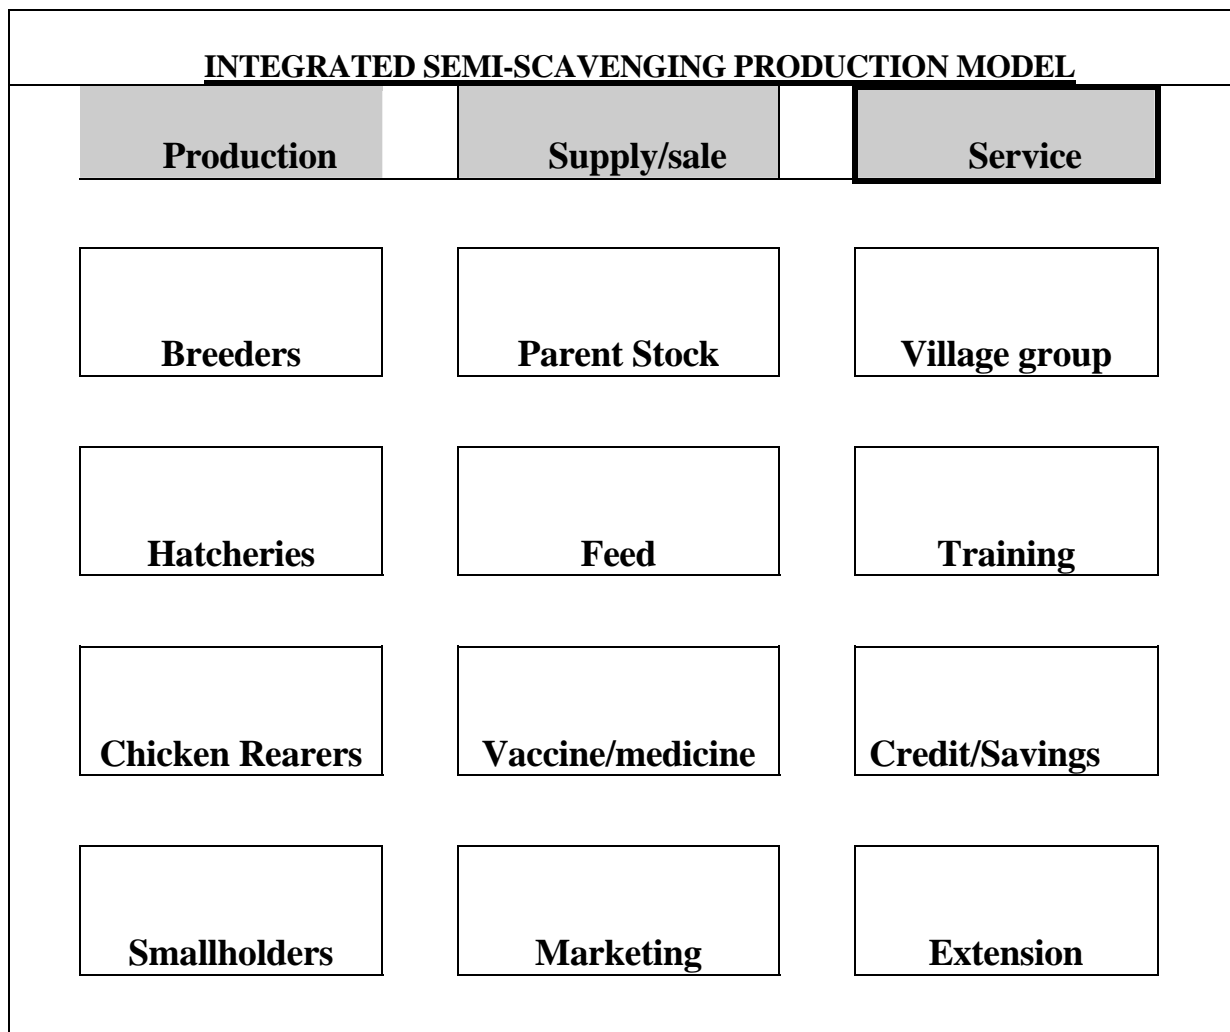 INTEGRATED SEMI-SCAVENGING PRODUCTION MODEL
Production Supply/sale Service
Breeders Parent Stock Village group
Hatcheries Feed Training
Chicken Rearers Vaccine/medicine Credit/Savings
Smallholders Marketing Extension